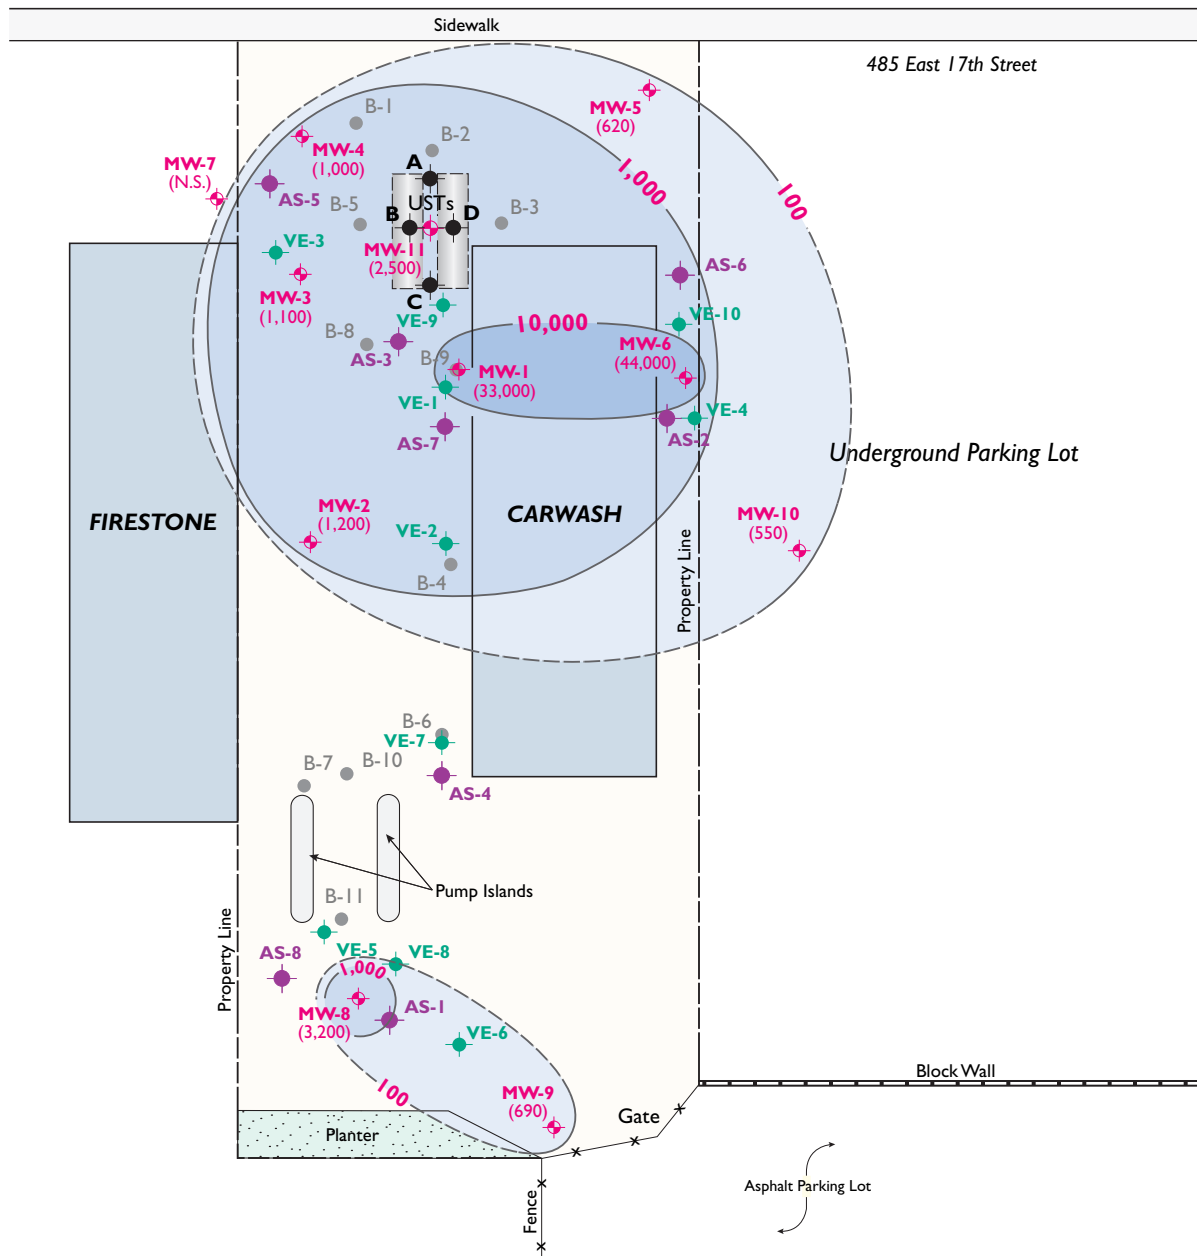 Sidewalk
485 East 17th Street
MW-5
(620)
B-1
B-2
MW-4
(1,000)
A
MW-7
(N.S.)
AS-5
1,000
100
USTs
B
D
B-5
B-3
VE-3
MW-11
(2,500)
MW-3
(1,100)
C
AS-6
VE-9
VE-10
B-8
AS-3
10,000
B-9
MW-6
(44,000)
MW-1
(33,000)
VE-1
VE-4
AS-7
AS-2
Underground Parking Lot
FIRESTONE
MW-2
(1,200)
CARWASH
MW-10
(550)
VE-2
B-4
Property Line
B-6
VE-7
B-7
B-10
AS-4
Pump Islands
B-11
Property Line
AS-8
VE-5
VE-8
1,000
MW-8
(3,200)
AS-1
VE-6
100
MW-9
(690)
Block Wall
Gate
Planter
Fence
Asphalt Parking Lot